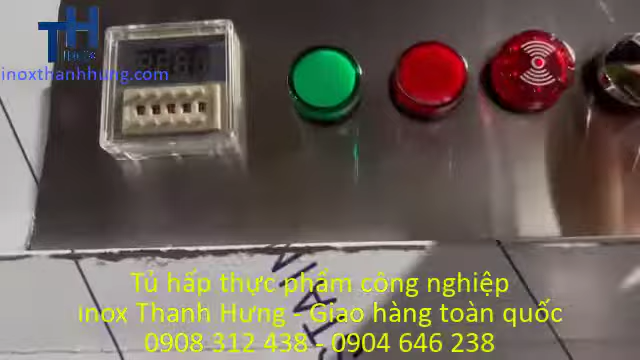 TH
inoxthanhhung.com
Tủ hấp thực phẩm công nghiệp
inox Thanh Hưng - Giao hàng toàn quốc
0908 312 438 - 0904 646 238